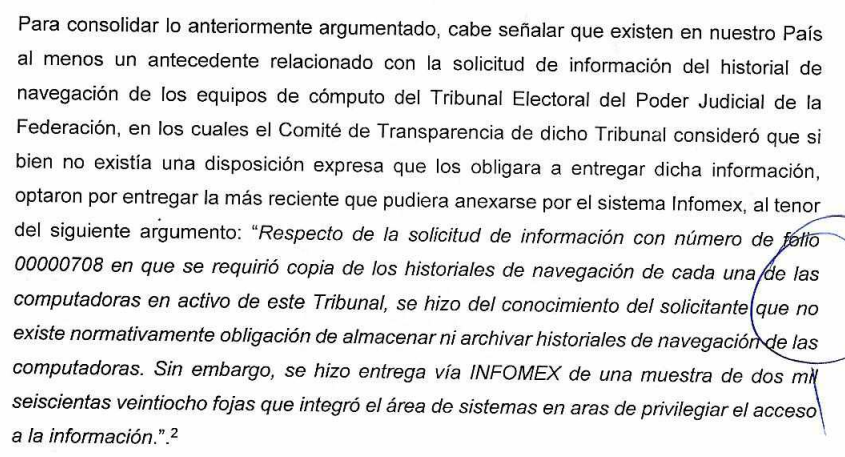 Para consolidar lo anteriormente argumentado, cabe señalar que existen en nuestro País
al menos un antecedente relacionado con la solicitud de información del historial de
navegación de los equipos de cómputo del Tribunal Electoral del Poder Judicial de la
Federación, en los cuales el Comité de Transparencia de dicho Tribunal consideró que si
bien no existía una disposición expresa que los obligara a entregar dicha información,
optaron por entregar la más reciente que pudiera anexarse por el sistema Infomex, al tenor
del siguiente argumento: "Respecto de la solicitud de información con número de folio
00000708 en que se requirió copia de los historiales de navegación de cada una de las
computadoras en activo de este Tribunal, se hizo del conocimiento del solicitante que no
existe normativamente obligación de almacenar ni archivar historiales de navegación de las
computadoras. Sin embargo, se hizo entrega vía INFOMEX de una muestra de dos mil
seiscientas veintiocho fojas que integró el área de sistemas en aras de privilegiar el acceso
a la información.".²